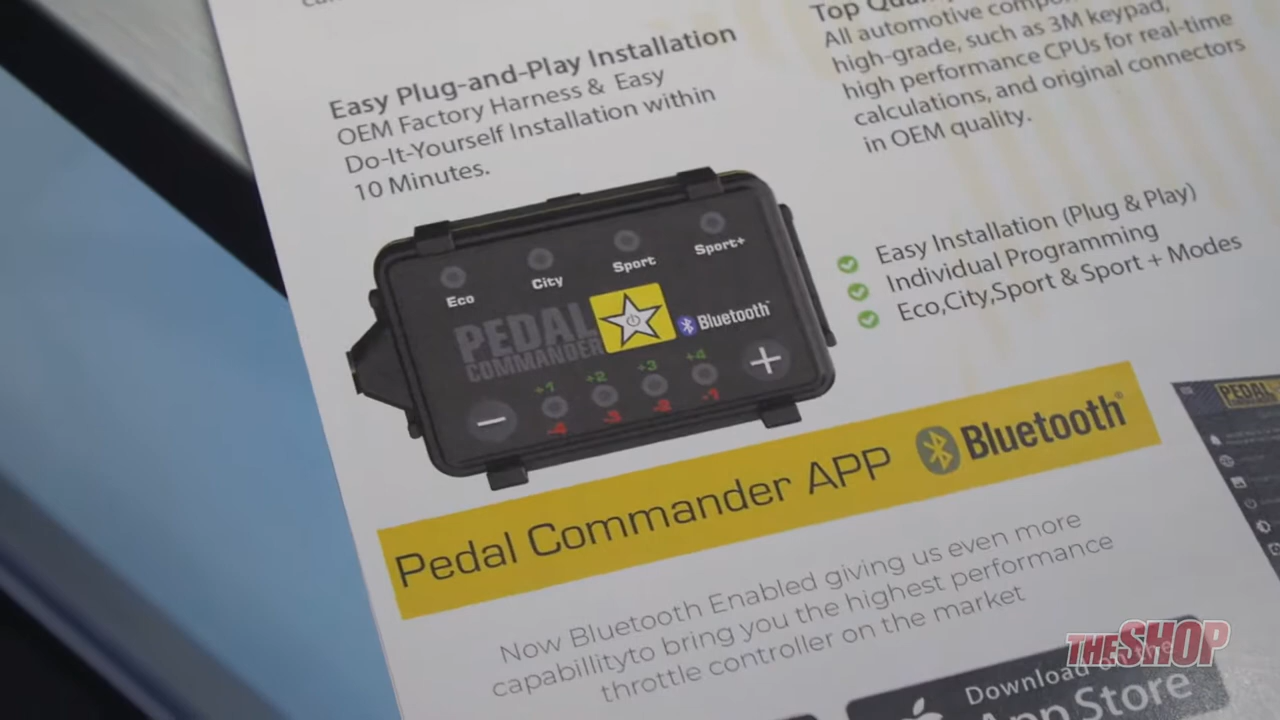 Easy Plug-and-Play Installation
OEM Factory Harness & Easy
Do-It-Yourself Installation within
10 Minutes.
Top
All automotive
high-grade, such as 3M keypad,
high performance CPUs for real-time
calculations, and original connectors
in OEM quality.
Eco
City
Sport
Sport+
PEDAL
COMMANDER
Bluetooth
+1 +2 +3 +4
-4 -3 -2 -1
Easy Installation (Plug & Play)
Individual Programming
Eco,City,Sport & Sport + Modes
Pedal Commander APP Bluetooth
PEDAL
Now Bluetooth Enabled giving us even more
capabillityto bring you the highest performance
throttle controller on the market
Download on the
App Store
THE SHOP